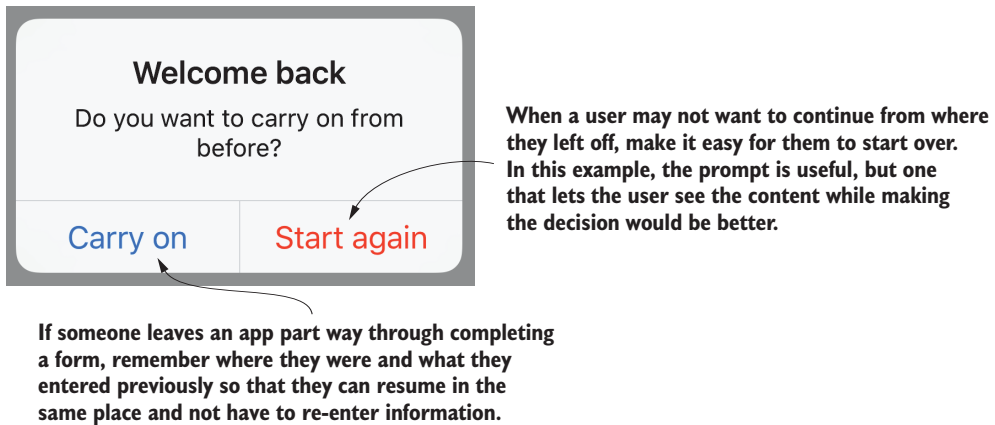 Welcome back
Do you want to carry on from
before?
Carry on
Start again
When a user may not want to continue from where
they left off, make it easy for them to start over.
In this example, the prompt is useful, but one
that lets the user see the content while making
the decision would be better.
If someone leaves an app part way through completing
a form, remember where they were and what they
entered previously so that they can resume in the
same place and not have to re-enter information.